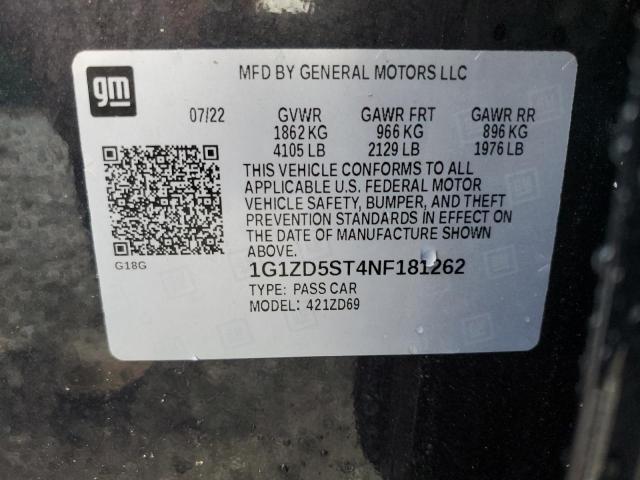 gm
MFD BY GENERAL MOTORS LLC
07/22 GVWR GAWR FRT GAWR RR
1862 KG 966 KG 896 KG
4105 LB 2129 LB 1976 LB
THIS VEHICLE CONFORMS TO ALL
APPLICABLE U.S. FEDERAL MOTOR
VEHICLE SAFETY, BUMPER, AND THEFT
PREVENTION STANDARDS IN EFFECT ON
THE DATE OF MANUFACTURE SHOWN
ABOVE.
G18G
1G1ZD5ST4NF181262
TYPE: PASS CAR
MODEL: 421ZD69